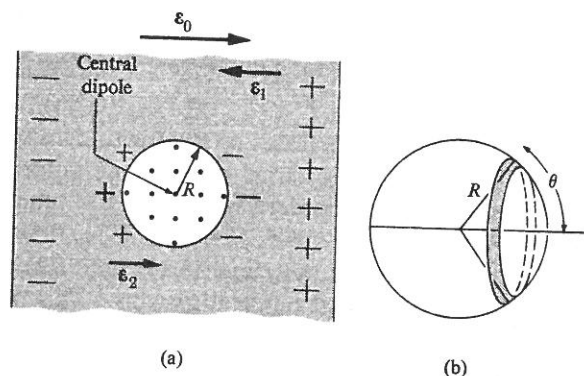 ε₀
Central
dipole
ε₁
R
ε₂
(a)
R
θ
(b)